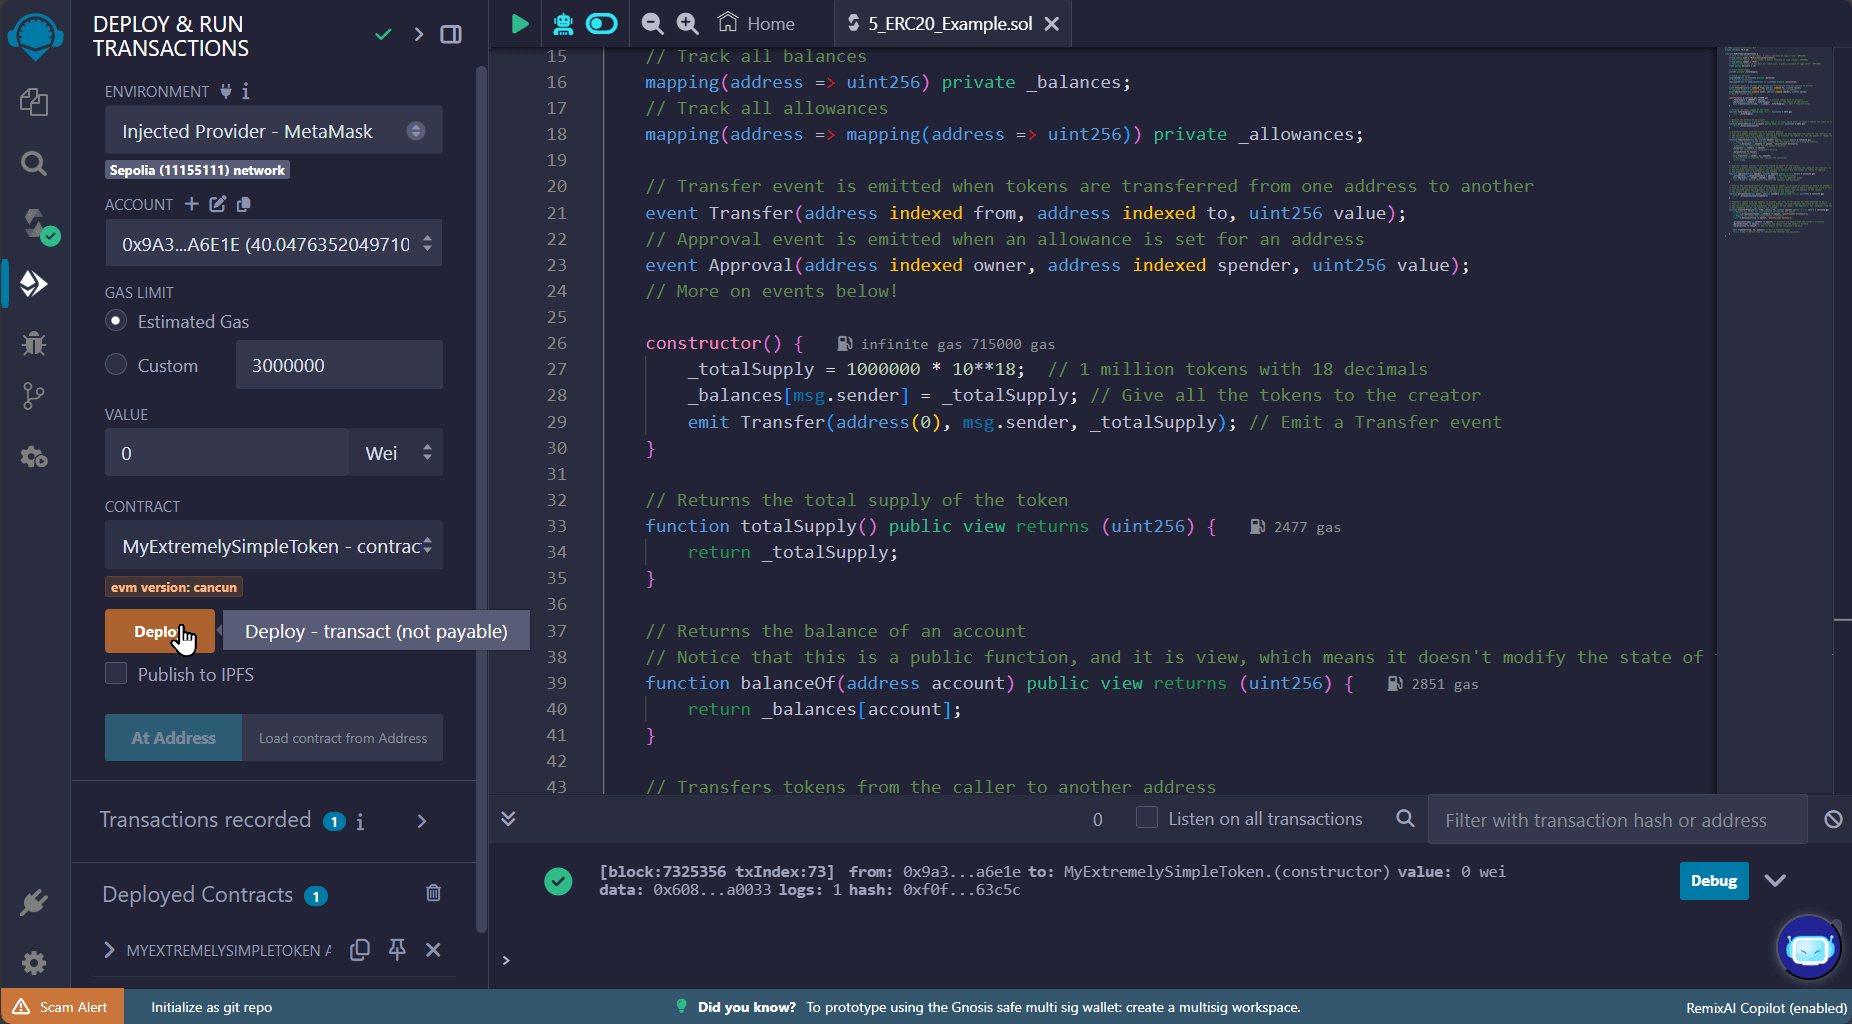 DEPLOY & RUN
TRANSACTIONS
ENVIRONMENT
Injected Provider - MetaMask
Sepolia (11155111) network
ACCOUNT
0x9A3...A6E1E (40.0476352049710
GAS LIMIT
Estimated Gas
Custom
3000000
VALUE
0
Wei
CONTRACT
MyExtremelySimpleToken - contrac
evm version: cancun
Deploy - transact (not payable)
Publish to IPFS
At Address
Load contract from Address
Transactions recorded 1
Deployed Contracts 1
MYEXTREMELYSIMPLETOKEN A
Home
5_ERC20_Example.sol
15 // Track all balances
16 mapping(address => uint256) private _balances;
17 // Track all allowances
18 mapping(address => mapping(address => uint256)) private _allowances;
19
20 // Transfer event is emitted when tokens are transferred from one address to another
21 event Transfer(address indexed from, address indexed to, uint256 value);
22 // Approval event is emitted when an allowance is set for an address
23 event Approval(address indexed owner, address indexed spender, uint256 value);
24 // More on events below!
25
26 constructor() { infinite gas 715000 gas
27 _totalSupply = 1000000 * 10**18; // 1 million tokens with 18 decimals
28 _balances[msg.sender] = _totalSupply; // Give all the tokens to the creator
29 emit Transfer(address(0), msg.sender, _totalSupply); // Emit a Transfer event
30 }
31
32 // Returns the total supply of the token
33 function totalSupply() public view returns (uint256) { 2477 gas
34 return _totalSupply;
35 }
36
37 // Returns the balance of an account
38 // Notice that this is a public function, and it is view, which means it doesn't modify the state of
39 function balanceOf(address account) public view returns (uint256) { 2851 gas
40 return _balances[account];
41 }
42
43 // Transfers tokens from the caller to another address
0
Listen on all transactions
Filter with transaction hash or address
[block:7325356 txIndex:73] from: 0x9a3...a6e1e to: MyExtremelySimpleToken.(constructor) value: 0 wei
data: 0x608...a0033 logs: 1 hash: 0xf0f...63c5c
Debug
>
Scam Alert
Initialize as git repo
Did you know? To prototype using the Gnosis safe multi sig wallet: create a multisig workspace.
RemixAI Copilot (enabled)